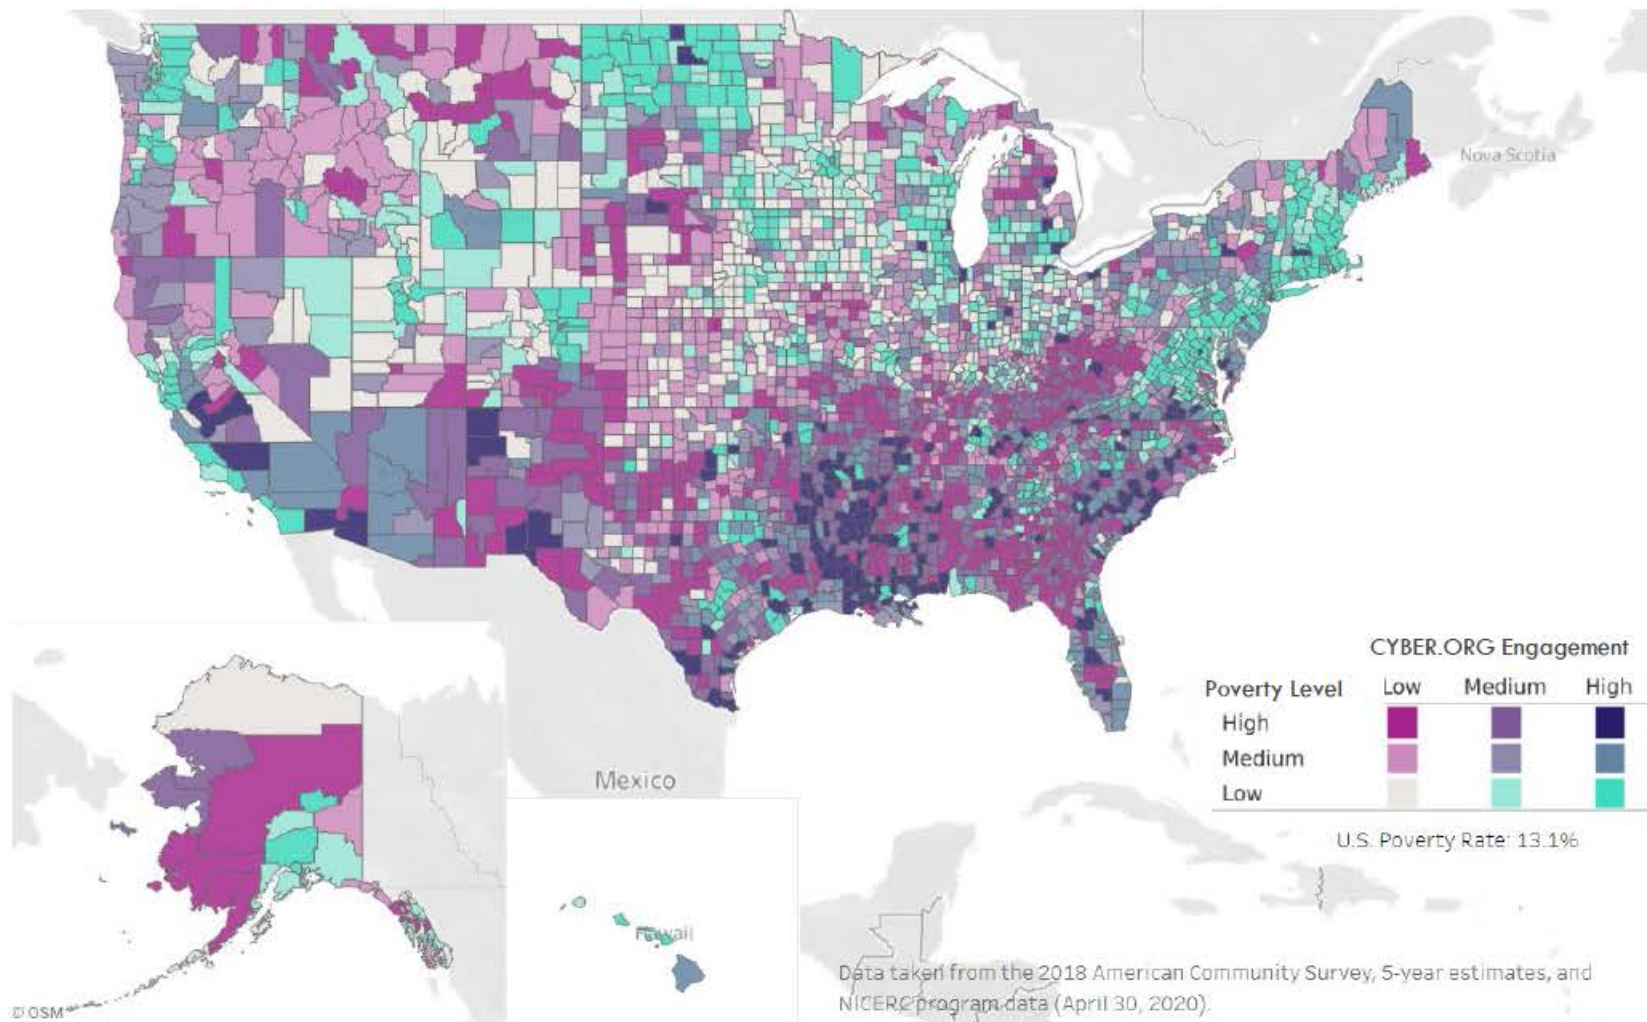 Nova Scotia
CYBER.ORG Engagement
Poverty Level Low Medium High
High
Medium
Low
Mexico
U.S. Poverty Rate: 13.1%
Hawaii
Data taken from the 2018 American Community Survey, 5-year estimates, and
NICERC program data (April 30, 2020).
© OSM